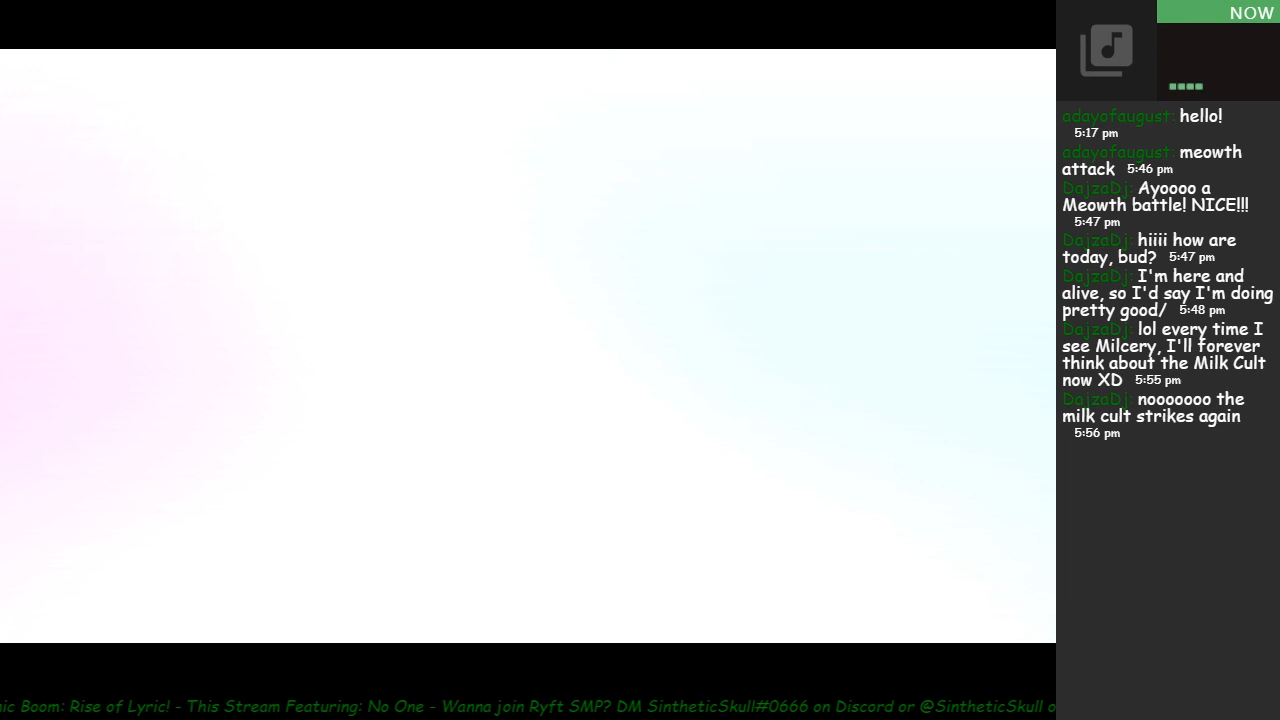 NOW
adayofaugust: hello!
5:17 pm
adayofaugust: meowth
attack 5:46 pm
DajzaDj: Ayoooo a
Meowth battle! NICE!!!
5:47 pm
DajzaDj: hiiii how are
today, bud? 5:47 pm
DajzaDj: I'm here and
alive, so I'd say I'm doing
pretty good/ 5:48 pm
DajzaDj: lol every time I
see Milcery, I'll forever
think about the Milk Cult
now XD 5:55 pm
DajzaDj: nooooooo the
milk cult strikes again
5:56 pm
nic Boom: Rise of Lyric! - This Stream Featuring: No One - Wanna join Ryft SMP? DM SintheticSkull#0666 on Discord or @SintheticSkull o